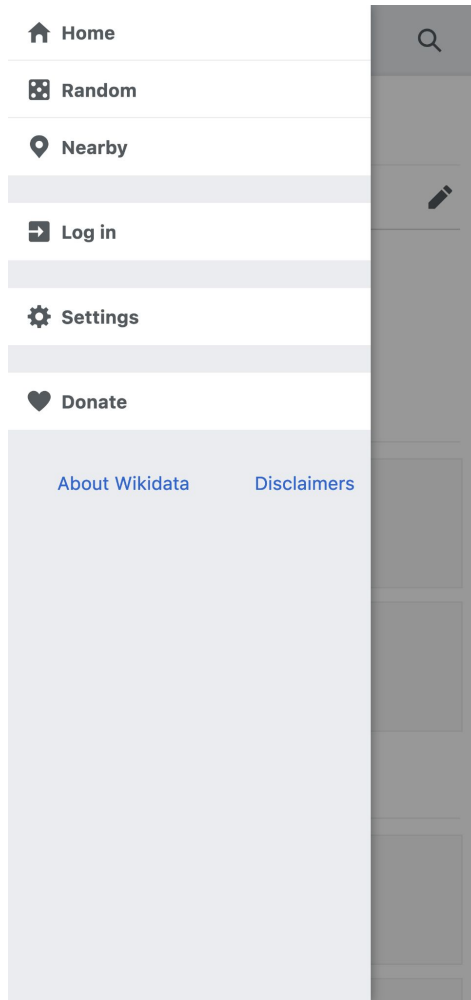 Home
Random
Nearby
Log in
Settings
Donate
About Wikidata Disclaimers